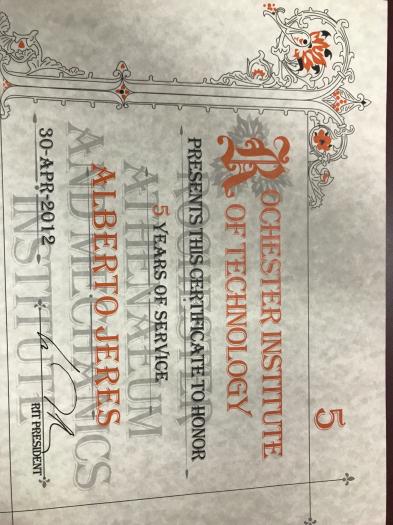 5
ROCHESTER INSTITUTE
OF TECHNOLOGY
PRESENTS THIS CERTIFICATE TO HONOR
ROCHESTER
5 YEARS OF SERVICE
ATHENAEUM
ALBERTO JERES
AND MECHANICS
30-APR-2012
INSTITUTE
RIT PRESIDENT